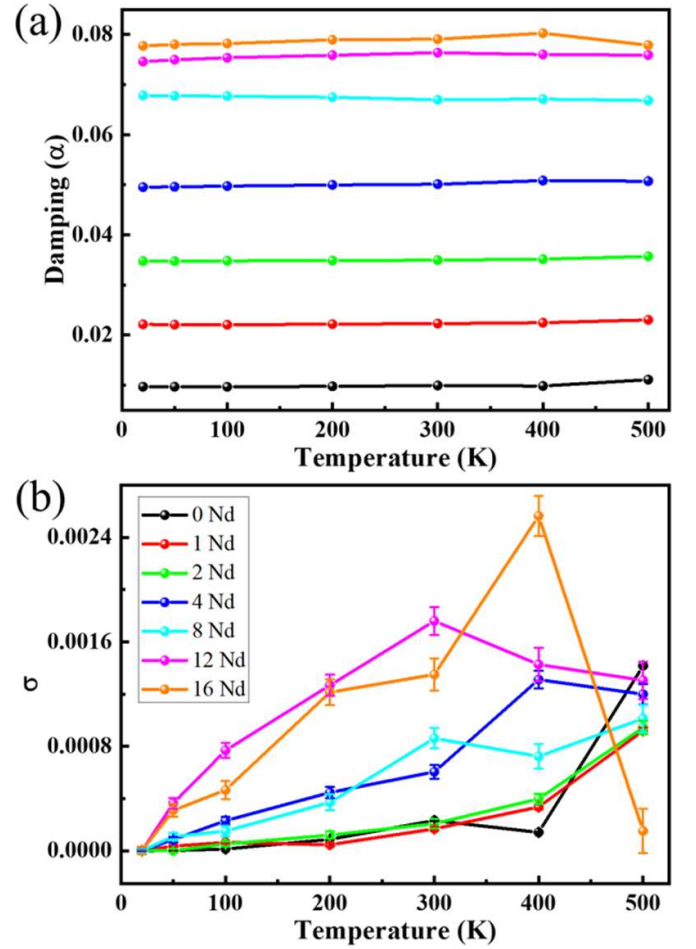 (a)
0.08
0.06
0.04
0.02
Damping (α)
0 100 200 300 400 500
Temperature (K)
(b)
0.0024
0.0016
0.0008
0.0000
σ
0 Nd
1 Nd
2 Nd
4 Nd
8 Nd
12 Nd
16 Nd
0 100 200 300 400 500
Temperature (K)